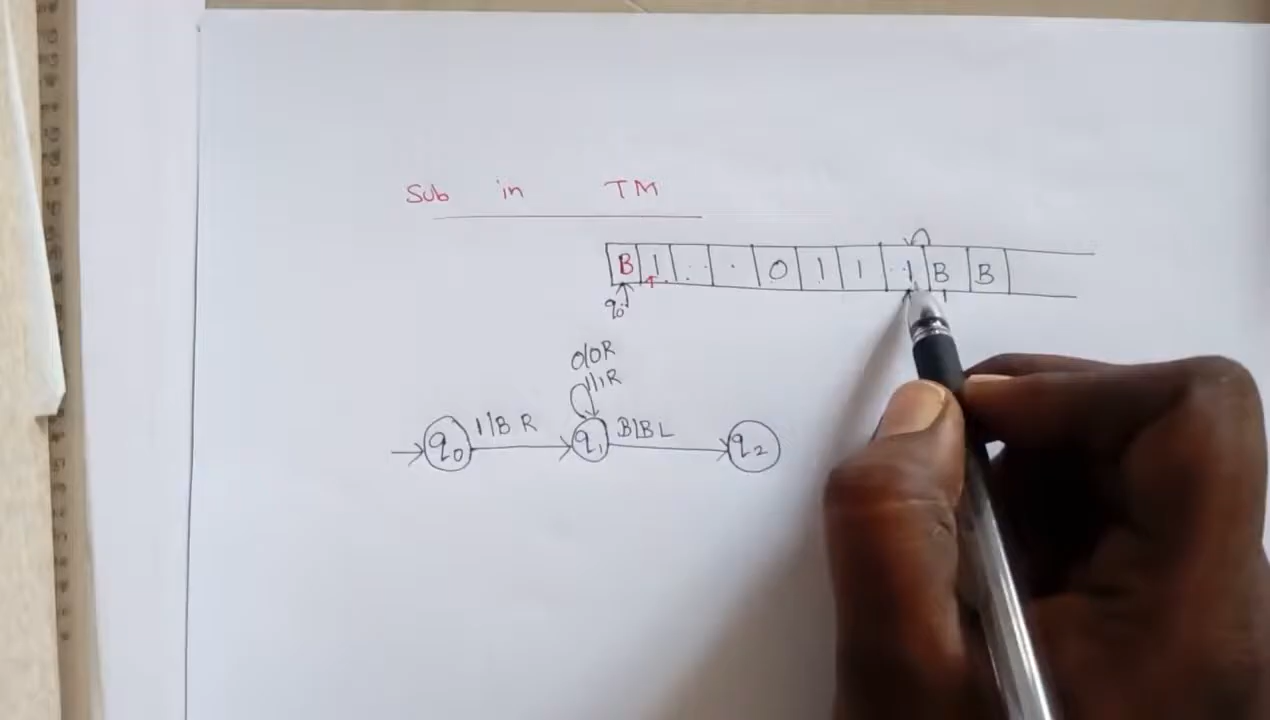 Sub in TM
B 1 . . . 0 1 1 . . 1 B B
q0
0/0R
1/1R
q0 1/B R q1 B/B L q2